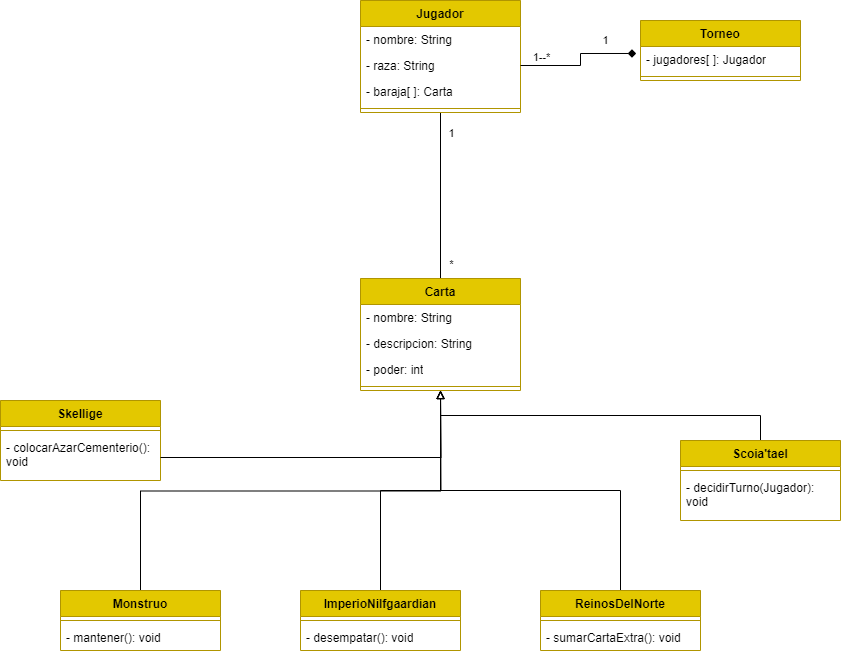 Jugador
- nombre: String
- raza: String
- baraja[ ]: Carta
1--*
1
Torneo
- jugadores[ ]: Jugador
1
*
Carta
- nombre: String
- descripcion: String
- poder: int
Skellige
- colocarAzarCementerio():
void
Scoia'tael
- decidirTurno(Jugador):
void
Monstruo
- mantener(): void
ImperioNilfgaardian
- desempatar(): void
ReinosDelNorte
- sumarCartaExtra(): void